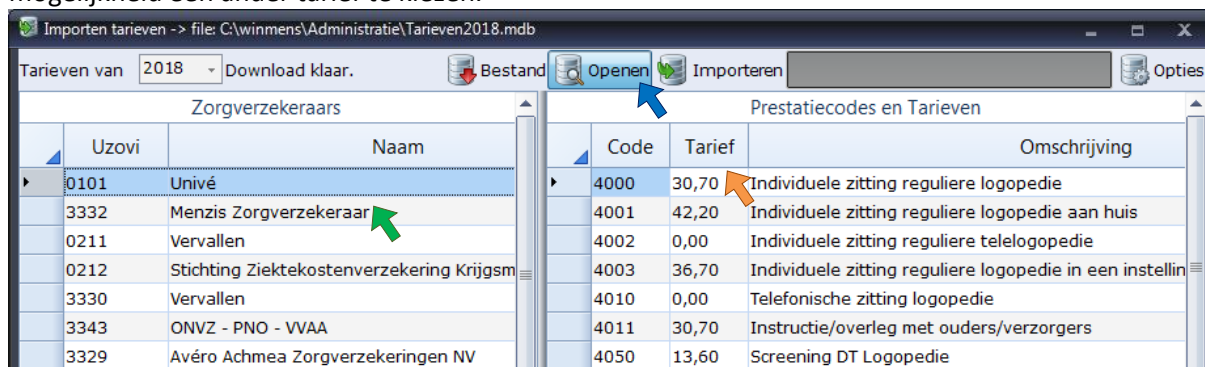 mogelijkheid een ander tarief te kiezen.
Importen tarieven -> file: C:\winmens\Administratie\Tarieven2018.mdb
Tarieven van 2018 Download klaar. Bestand Openen Importeren Opties
Zorgverzekeraars Prestatiecodes en Tarieven
Uzovi Naam Code Tarief Omschrijving
0101 Univé 4000 30,70 Individuele zitting reguliere logopedie
3332 Menzis Zorgverzekeraar 4001 42,20 Individuele zitting reguliere logopedie aan huis
0211 Vervallen 4002 0,00 Individuele zitting reguliere telelogopedie
0212 Stichting Ziektekostenverzekering Krijgsm 4003 36,70 Individuele zitting reguliere logopedie in een instellin
3330 Vervallen 4010 0,00 Telefonische zitting logopedie
3343 ONVZ - PNO - VVAA 4011 30,70 Instructie/overleg met ouders/verzorgers
3329 Avéro Achmea Zorgverzekeringen NV 4050 13,60 Screening DT Logopedie